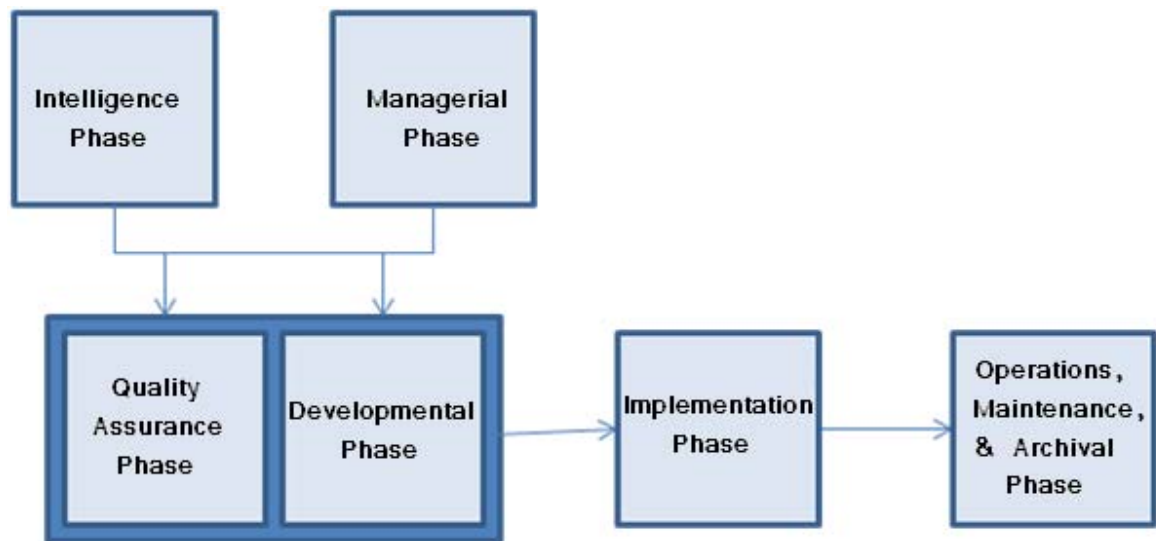 Intelligence
Phase
Managerial
Phase
Quality
Assurance
Phase
Developmental
Phase
Implementation
Phase
Operations,
Maintenance,
& Archival
Phase